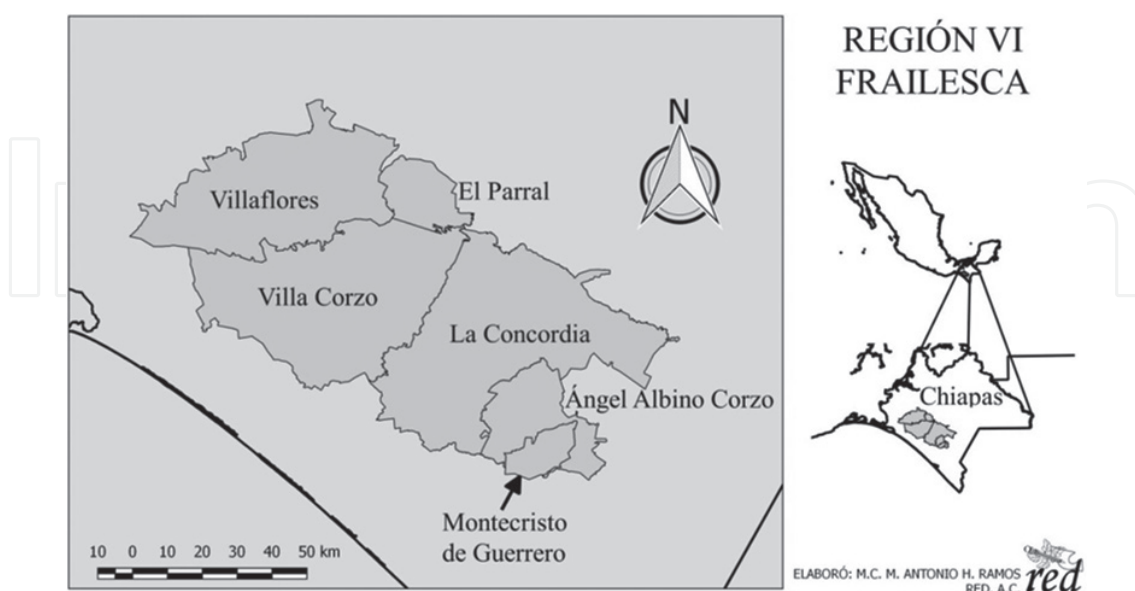 REGIÓN VI
FRAILESCA
N
Villaflores
El Parral
Villa Corzo
La Concordia
Ángel Albino Corzo
Montecristo
de Guerrero
Chiapas
10 0 10 20 30 40 50 km
ELABORÓ: M.C. M. ANTONIO H. RAMOS
RED, A.C.
red